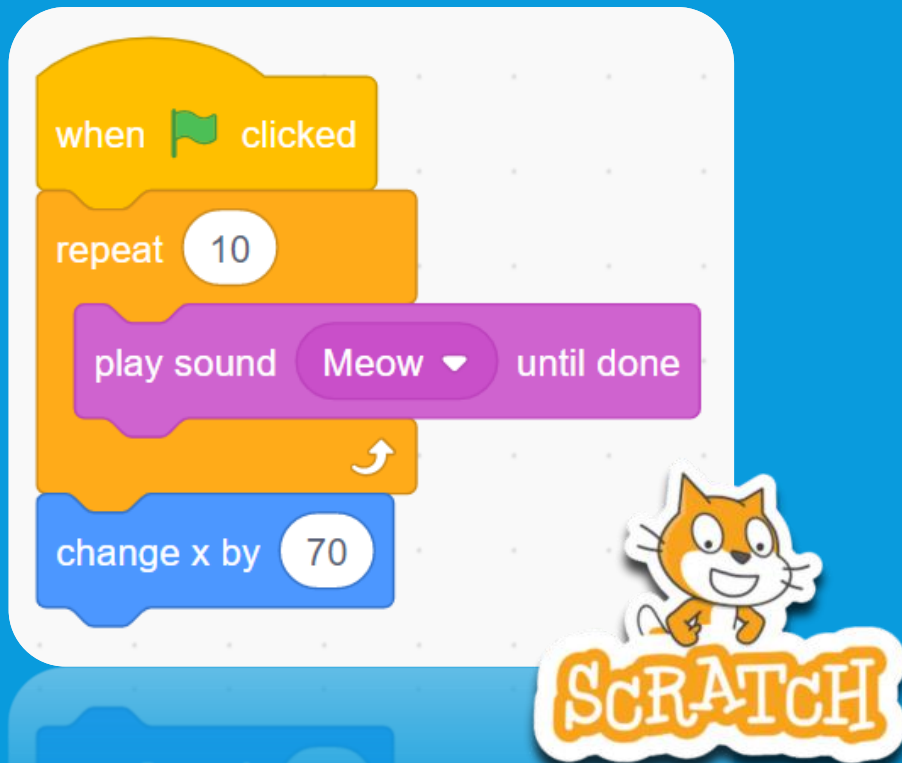 when clicked
repeat 10
play sound Meow until done
change x by 70
SCRATCH